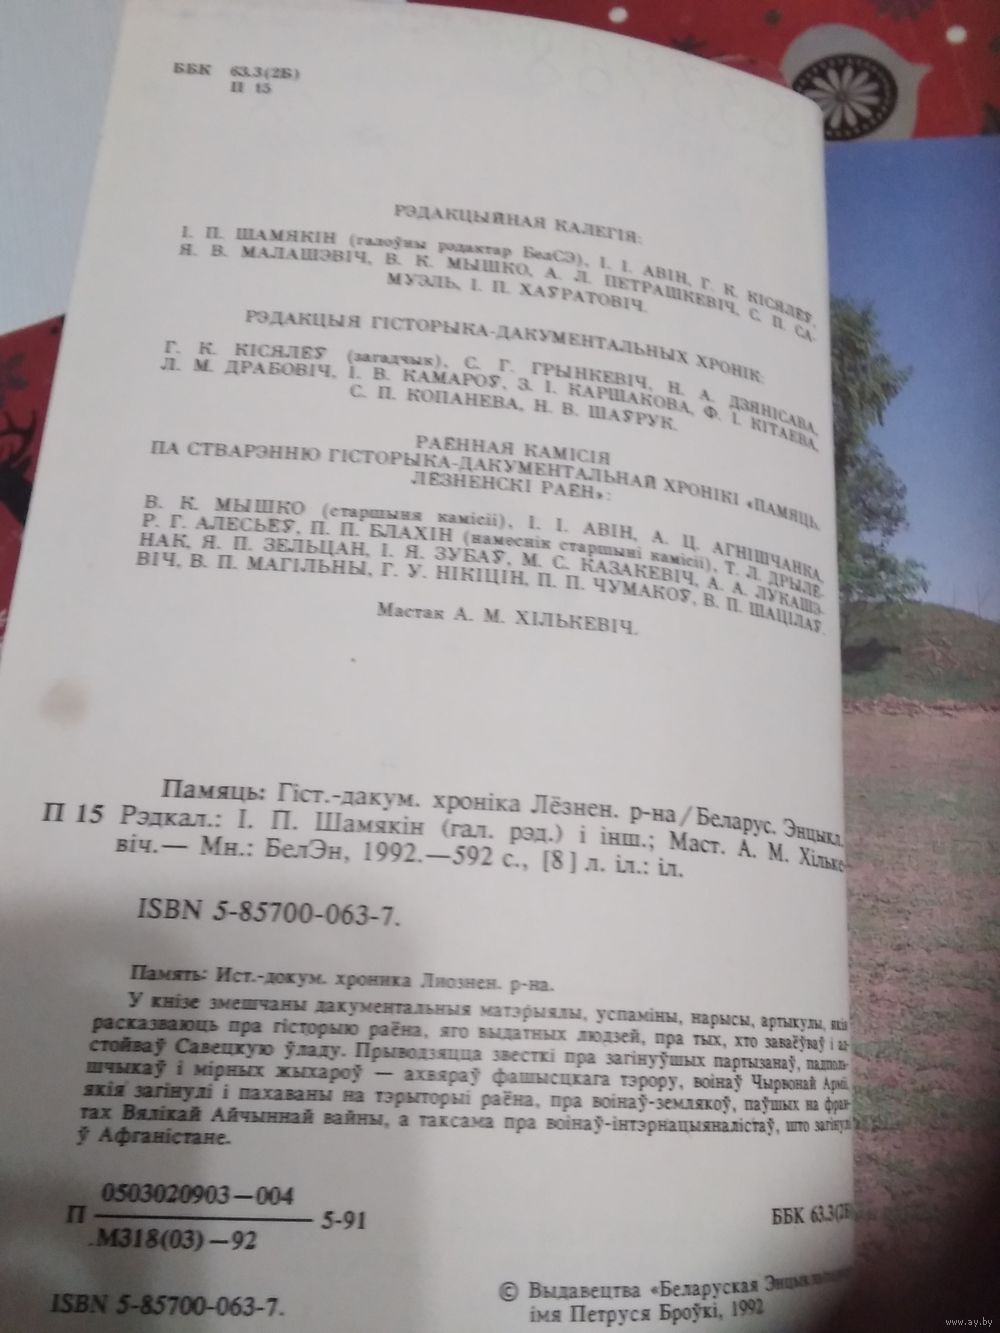 ББК 63.3(2Б)
П 15
РЭДАКЦЫЙНАЯ КАЛЕГІЯ:
І. П. ШАМЯКІН (галоўны рэдактар БелСЭ), І. І. АВІН, Г. К. КІСЯЛЁЎ,
Я. В. МАЛАШЭВІЧ, В. К. МЫШКО, А. Л. ПЕТРАШКЕВІЧ, С. П. СА-
МУЭЛЬ, І. П. ХАЎРАТОВІЧ.
РЭДАКЦЫЯ ГІСТОРЫКА-ДАКУМЕНТАЛЬНЫХ ХРОНІК:
Г. К. КІСЯЛЁЎ (загадчык), С. Г. ГРЫНКЕВІЧ, Н. А. ДЗЯНІСАВА,
Л. М. ДРАБОВІЧ, І. В. КАМАРОЎ, З. І. КАРШАКОВА, Ф. І. КІТАЕВА,
С. П. КОПАНЕВА, Н. В. ШАЎРУК.
РАЁННАЯ КАМІСІЯ
ПА СТВАРЭННЮ ГІСТОРЫКА-ДАКУМЕНТАЛЬНАЙ ХРОНІКІ «ПАМЯЦЬ.
ЛЁЗНЕНСКІ РАЁН»:
В. К. МЫШКО (старшыня камісіі), І. І. АВІН, А. Ц. АГНІШЧАНКА,
Р. Г. АЛЕСЬЕЎ, П. П. БЛАХІН (намеснік старшыні камісіі), Т. Л. ДРЫЛЁ-
НАК, Я. П. ЗЕЛЬЦАН, І. Я. ЗУБАЎ, М. С. КАЗАКЕВІЧ, А. А. ЛУКАШЭ-
ВІЧ, В. П. МАГІЛЬНЫ, Г. У. НІКІЦІН, П. П. ЧУМАКОЎ, В. П. ШАЦІЛАЎ.
Мастак А. М. ХІЛЬКЕВІЧ.
Памяць: Гіст.-дакум. хроніка Лёзнен. р-на/Беларус. Энцыкл.
П 15 Рэдкал.: І. П. Шамякін (гал. рэд.) і інш.; Маст. А. М. Хільке-
віч.— Мн.: БелЭн, 1992.—592 с., [8] л. іл.: іл.
ISBN 5-85700-063-7.
Память: Ист.-докум. хроника Лиознен. р-на.
У кнізе змешчаны дакументальныя матэрыялы, успаміны, нарысы, артыкулы, якія
расказваюць пра гісторыю раёна, яго выдатных людзей, пра тых, хто заваёўваў і ад-
стойваў Савецкую ўладу. Прыводзяцца звесткі пра загінуўшых партызанаў, падполь-
шчыкаў і мірных жыхароў — ахвяраў фашысцкага тэрору, воінаў Чырвонай Арміі,
якія загінулі і пахаваны на тэрыторыі раёна, пра воінаў-землякоў, паўшых на фран-
тах Вялікай Айчыннай вайны, а таксама пра воінаў-інтэрнацыяналістаў, што загінулі
ў Афганістане.
0503020903—004
П 5-91
М318(03)—92
ББК 63.3(2Б
ISBN 5-85700-063-7.
© Выдавецтва «Беларуская Энцыклапедыя»
імя Петруся Броўкі, 1992
www.ay.by